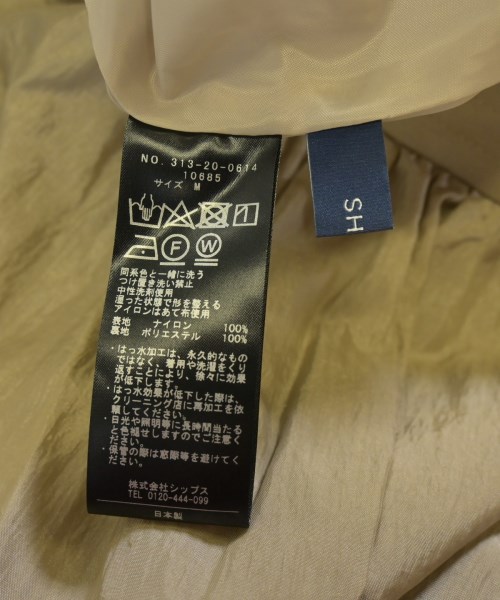 NO. 313-20-0614
10685
サイズ M
F W
同系色と一緒に洗う
つけ置き洗い禁止
中性洗剤使用
湿った状態で形を整える
アイロンはあて布使用
表地 ナイロン 100%
裏地 ポリエステル 100%
・はっ水加工は、永久的なもの
ではなく、着用や洗濯をくり
返すことにより、徐々に効果
が低下します。
・はっ水効果が低下した際は、
クリーニング店に再加工を依
頼してください。
・日光や照明等に長時間当たる
と色褪せしますのでご注意く
ださい。
・保管の際は窓際等を避けてく
ださい。
株式会社シップス
TEL 0120-444-099
日本製
SH